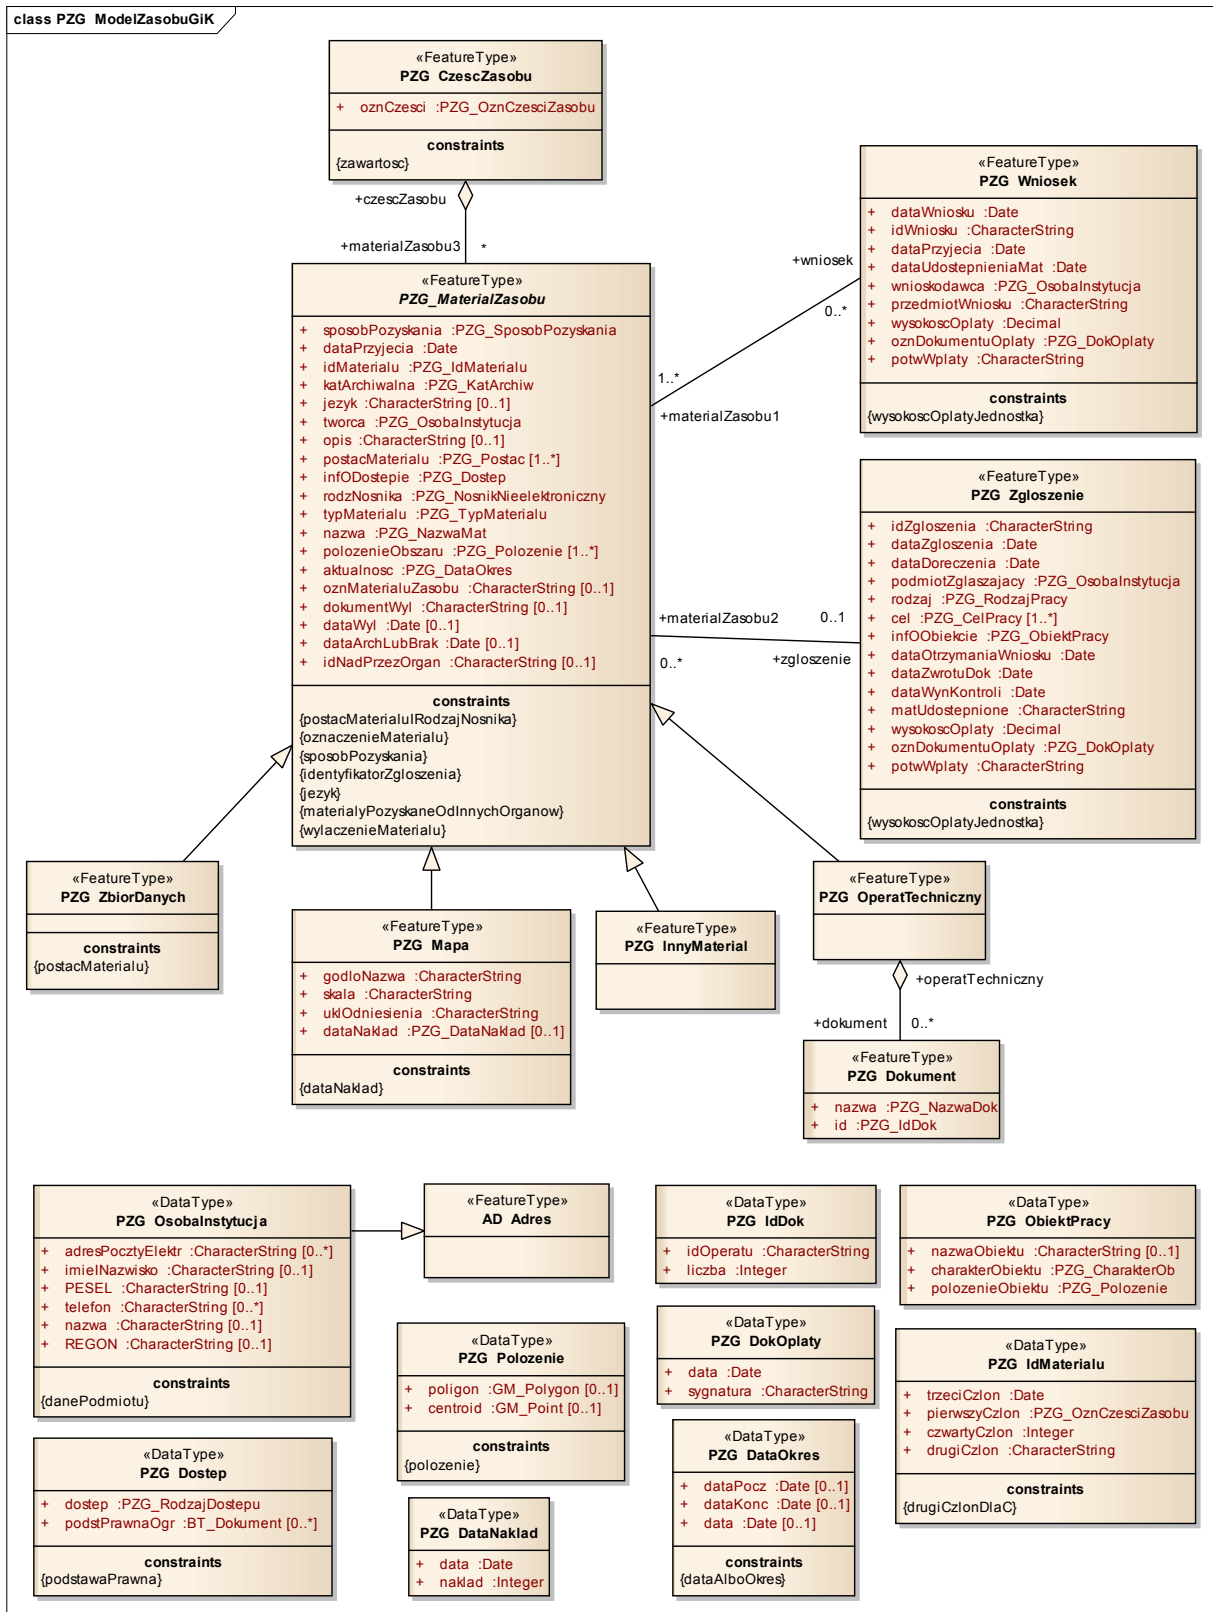 class PZG_ModelZasobuGiK
«FeatureType»
PZG_CzescZasobu
+ oznCzesci :PZG_OznCzesciZasobu
constraints
{zawartosc}
+czescZasobu
+materialZasobu3 *
«FeatureType»
PZG_MaterialZasobu
+ sposobPozyskania :PZG_SposobPozyskania
+ dataPrzyjecia :Date
+ idMaterialu :PZG_IdMaterialu
+ katArchiwalna :PZG_KatArchiw
+ jezyk :CharacterString [0..1]
+ tworca :PZG_OsobaInstytucja
+ opis :CharacterString [0..1]
+ postacMaterialu :PZG_Postac [1..*]
+ infODostepie :PZG_Dostep
+ rodzNosnika :PZG_NosnikNieelektroniczny
+ typMaterialu :PZG_TypMaterialu
+ nazwa :PZG_NazwaMat
+ polozenieObszaru :PZG_Polozenie [1..*]
+ aktualnosc :PZG_DataOkres
+ oznMaterialuZasobu :CharacterString [0..1]
+ dokumentWyl :CharacterString [0..1]
+ dataWyl :Date [0..1]
+ dataArchLubBrak :Date [0..1]
+ idNadPrzezOrgan :CharacterString [0..1]
constraints
{postacMaterialuIRodzajNosnika}
{oznaczenieMaterialu}
{sposobPozyskania}
{identyfikatorZgloszenia}
{jezyk}
{materialyPozyskaneOdInnychOrganow}
{wylaczenieMaterialu}
+wniosek
0..*
1..*
+materialZasobu1
«FeatureType»
PZG_Wniosek
+ dataWniosku :Date
+ idWniosku :CharacterString
+ dataPrzyjecia :Date
+ dataUdostepnieniaMat :Date
+ wnioskodawca :PZG_OsobaInstytucja
+ przedmiotWniosku :CharacterString
+ wysokoscOplaty :Decimal
+ oznDokumentuOplaty :PZG_DokOplaty
+ potwWplaty :CharacterString
constraints
{wysokoscOplatyJednostka}
+materialZasobu2 0..1
0..* +zgloszenie
«FeatureType»
PZG_Zgloszenie
+ idZgloszenia :CharacterString
+ dataZgloszenia :Date
+ dataDoreczenia :Date
+ podmiotZglaszajacy :PZG_OsobaInstytucja
+ rodzaj :PZG_RodzajPracy
+ cel :PZG_CelPracy [1..*]
+ infOObiekcie :PZG_ObiektPracy
+ dataOtrzymaniaWniosku :Date
+ dataZwrotuDok :Date
+ dataWynKontroli :Date
+ matUdostepnione :CharacterString
+ wysokoscOplaty :Decimal
+ oznDokumentuOplaty :PZG_DokOplaty
+ potwWplaty :CharacterString
constraints
{wysokoscOplatyJednostka}
«FeatureType»
PZG_ZbiorDanych
constraints
{postacMaterialu}
«FeatureType»
PZG_Mapa
+ godloNazwa :CharacterString
+ skala :CharacterString
+ uklOdniesienia :CharacterString
+ dataNaklad :PZG_DataNaklad [0..1]
constraints
{dataNaklad}
«FeatureType»
PZG_InnyMaterial
«FeatureType»
PZG_OperatTechniczny
+operatTechniczny
+dokument 0..*
«FeatureType»
PZG_Dokument
+ nazwa :PZG_NazwaDok
+ id :PZG_IdDok
«DataType»
PZG_OsobaInstytucja
+ adresPocztyElektr :CharacterString [0..*]
+ imieINazwisko :CharacterString [0..1]
+ PESEL :CharacterString [0..1]
+ telefon :CharacterString [0..*]
+ nazwa :CharacterString [0..1]
+ REGON :CharacterString [0..1]
constraints
{danePodmiotu}
«FeatureType»
AD_Adres
«DataType»
PZG_IdDok
+ idOperatu :CharacterString
+ liczba :Integer
«DataType»
PZG_ObiektPracy
+ nazwaObiektu :CharacterString [0..1]
+ charakterObiektu :PZG_CharakterOb
+ polozenieObiektu :PZG_Polozenie
«DataType»
PZG_Polozenie
+ poligon :GM_Polygon [0..1]
+ centroid :GM_Point [0..1]
constraints
{polozenie}
«DataType»
PZG_DokOplaty
+ data :Date
+ sygnatura :CharacterString
«DataType»
PZG_IdMaterialu
+ trzeciCzlon :Date
+ pierwszyCzlon :PZG_OznCzesciZasobu
+ czwartyCzlon :Integer
+ drugiCzlon :CharacterString
constraints
{drugiCzlonDlaC}
«DataType»
PZG_Dostep
+ dostep :PZG_RodzajDostepu
+ podstPrawnaOgr :BT_Dokument [0..*]
constraints
{podstawaPrawna}
«DataType»
PZG_DataNaklad
+ data :Date
+ naklad :Integer
«DataType»
PZG_DataOkres
+ dataPocz :Date [0..1]
+ dataKonc :Date [0..1]
+ data :Date [0..1]
constraints
{dataAlboOkres}